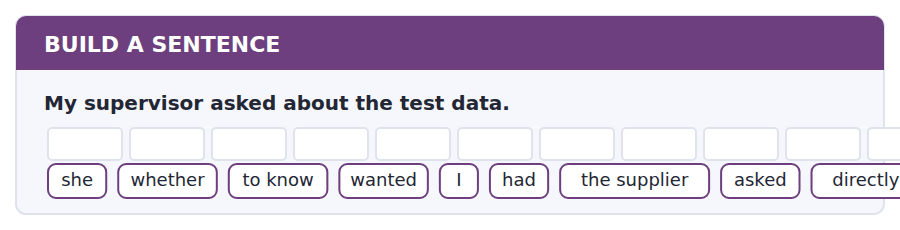 BUILD A SENTENCE
My supervisor asked about the test data.
she whether to know wanted I had the supplier asked directly